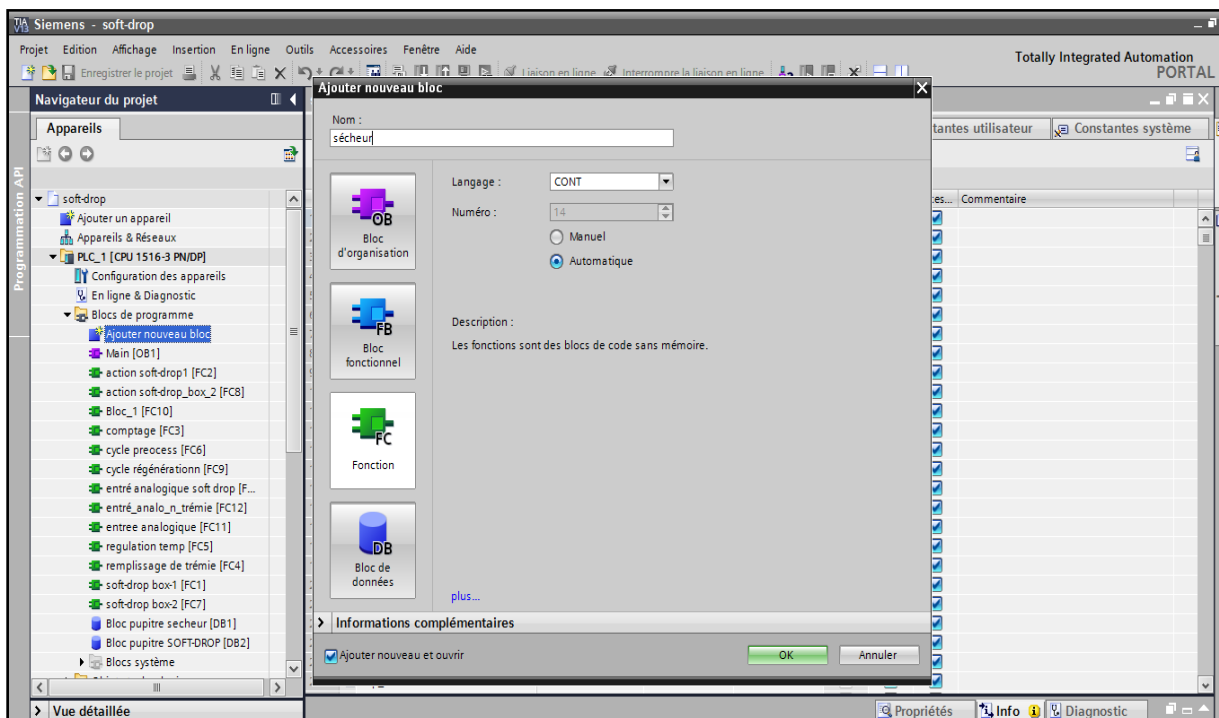 Siemens - soft-drop
Projet Edition Affichage Insertion En ligne Outils Accessoires Fenêtre Aide
Totally Integrated Automation
PORTAL
Enregistrer le projet
Liaison en ligne Interrompre la liaison en ligne
Navigateur du projet
Appareils
Programmation API
soft-drop
Ajouter un appareil
Appareils & Réseaux
PLC_1 [CPU 1516-3 PN/DP]
Configuration des appareils
En ligne & Diagnostic
Blocs de programme
Ajouter nouveau bloc
Main [OB1]
action soft-drop1 [FC2]
action soft-drop_box_2 [FC8]
Bloc_1 [FC10]
comptage [FC3]
cycle preocess [FC6]
cycle régénérationn [FC9]
entré analogique soft drop [F...
entré_analo_n_trémie [FC12]
entree analogique [FC11]
regulation temp [FC5]
remplissage de trémie [FC4]
soft-drop box-1 [FC1]
soft-drop box-2 [FC7]
Bloc pupitre secheur [DB1]
Bloc pupitre SOFT-DROP [DB2]
Blocs système
Vue détaillée
Ajouter nouveau bloc
Nom :
sécheur
OB
Bloc
d'organisation
FB
Bloc
fonctionnel
FC
Fonction
DB
Bloc de
données
Langage : CONT
Numéro : 14
Manuel
Automatique
Description :
Les fonctions sont des blocs de code sans mémoire.
plus...
Informations complémentaires
Ajouter nouveau et ouvrir
OK Annuler
tantes utilisateur Constantes système
es... Commentaire
Propriétés Info Diagnostic